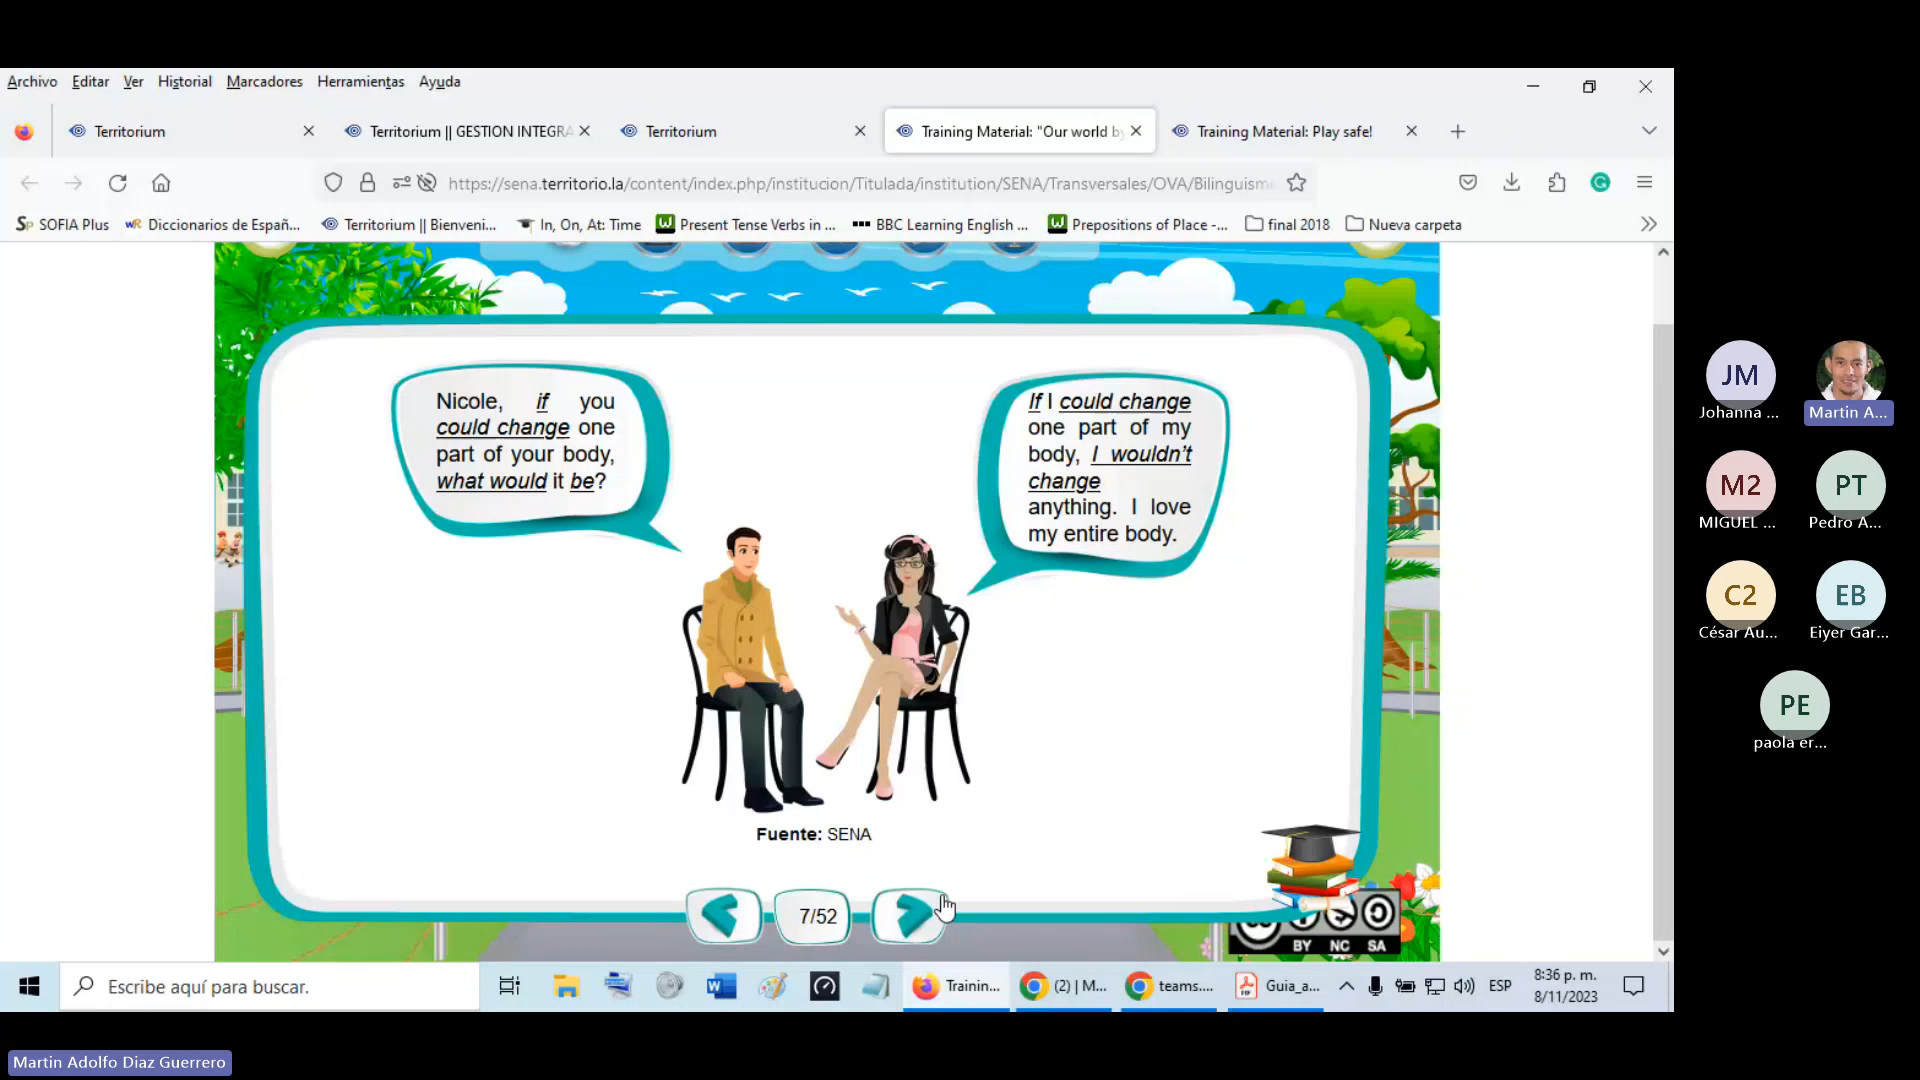 Archivo Editar Ver Historial Marcadores Herramientas Ayuda
Territorium
Territorium || GESTION INTEGRA
Territorium
Training Material: "Our world by
Training Material: Play safe!
https://sena.territorio.la/content/index.php/institucion/Titulada/institution/SENA/Transversales/OVA/Bilinguism
SOFIA Plus
Diccionarios de Españ...
Territorium || Bienveni...
In, On, At: Time
Present Tense Verbs in ...
BBC Learning English ...
Prepositions of Place -...
final 2018
Nueva carpeta
Nicole, if you
could change one
part of your body,
what would it be?
If I could change
one part of my
body, I wouldn't
change
anything. I love
my entire body.
Fuente: SENA
7/52
BY NC SA
JM
Johanna ...
Martin A...
M2
MIGUEL ...
PT
Pedro A...
C2
César Au...
EB
Eiyer Gar...
PE
paola er...
Escribe aquí para buscar.
Trainin...
(2) | M...
teams....
Guia_a...
ESP
8:36 p. m.
8/11/2023
Martin Adolfo Diaz Guerrero